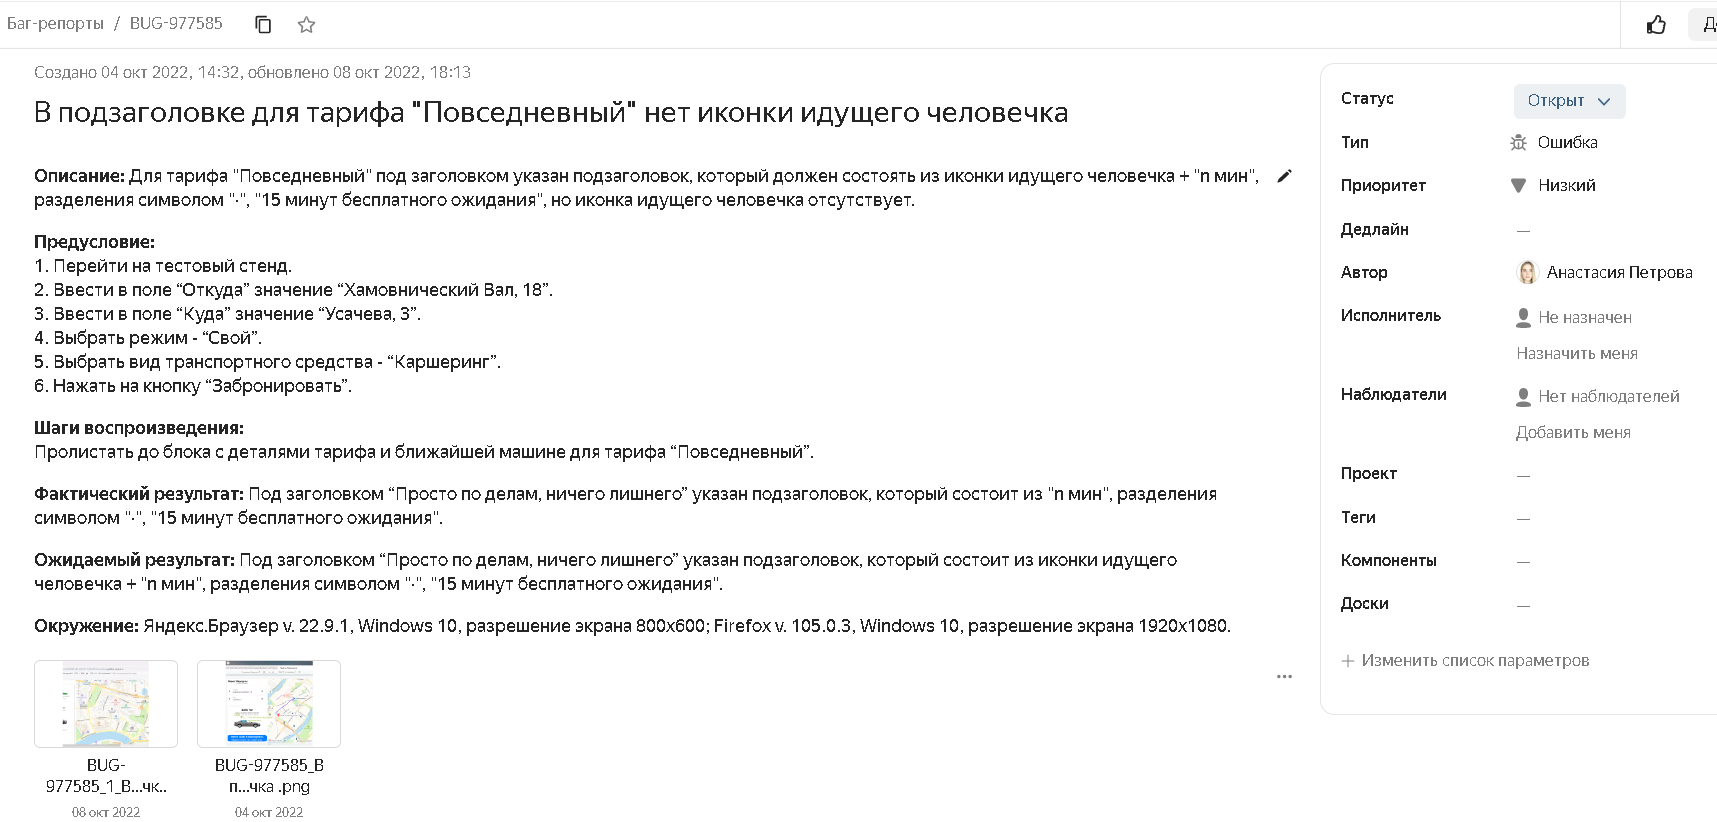 Баг-репорты / BUG-977585
Д
Создано 04 окт 2022, 14:32, обновлено 08 окт 2022, 18:13
В подзаголовке для тарифа "Повседневный" нет иконки идущего человечка
Описание: Для тарифа "Повседневный" под заголовком указан подзаголовок, который должен состоять из иконки идущего человечка + "n мин",
разделения символом "·", "15 минут бесплатного ожидания", но иконка идущего человечка отсутствует.
Предусловие:
1. Перейти на тестовый стенд.
2. Ввести в поле “Откуда” значение “Хамовнический Вал, 18”.
3. Ввести в поле “Куда” значение “Усачева, 3”.
4. Выбрать режим - “Свой”.
5. Выбрать вид транспортного средства - “Каршеринг”.
6. Нажать на кнопку “Забронировать”.
Шаги воспроизведения:
Пролистать до блока с деталями тарифа и ближайшей машине для тарифа “Повседневный”.
Фактический результат: Под заголовком “Просто по делам, ничего лишнего” указан подзаголовок, который состоит из "n мин", разделения
символом "·", "15 минут бесплатного ожидания".
Ожидаемый результат: Под заголовком “Просто по делам, ничего лишнего” указан подзаголовок, который состоит из иконки идущего
человечка + "n мин", разделения символом "·", "15 минут бесплатного ожидания".
Окружение: Яндекс.Браузер v. 22.9.1, Windows 10, разрешение экрана 800x600; Firefox v. 105.0.3, Windows 10, разрешение экрана 1920x1080.
BUG-
977585_1_В...чк..
08 окт 2022
BUG-977585_В
п...чка .png
04 окт 2022
Статус Открыт
Тип Ошибка
Приоритет Низкий
Дедлайн —
Автор Анастасия Петрова
Исполнитель Не назначен
Назначить меня
Наблюдатели Нет наблюдателей
Добавить меня
Проект —
Теги —
Компоненты —
Доски —
+ Изменить список параметров